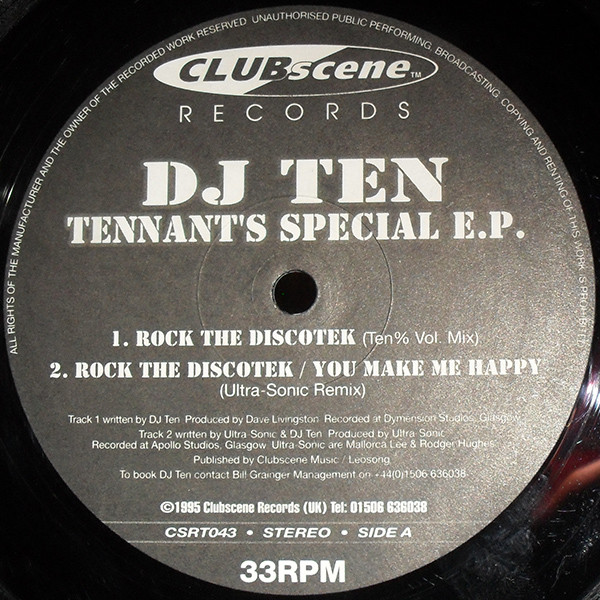 ALL RIGHTS OF THE MANUFACTURER AND THE OWNER OF THE RECORDED WORK RESERVED. UNAUTHORISED PUBLIC PERFORMING, BROADCASTING, COPYING AND RENTING OF THIS WORK IS PROHIBITED
CLUBscene™
RECORDS
DJ TEN
TENNANT'S SPECIAL E.P.
1. ROCK THE DISCOTEK (Ten% Vol. Mix)
2. ROCK THE DISCOTEK / YOU MAKE ME HAPPY
(Ultra-Sonic Remix)
Track 1 written by DJ Ten. Produced by Dave Livingston. Recorded at Dymension Studios, Glasgow
Track 2 written by Ultra-Sonic & DJ Ten. Produced by Ultra-Sonic
Recorded at Apollo Studios, Glasgow. Ultra-Sonic are Mallorca Lee & Rodger Hughes.
Published by Clubscene Music / Leosong
To book DJ Ten contact Bill Grainger Management on +44(0)1506 636038
©1995 Clubscene Records (UK) Tel: 01506 636038
CSRT043 • STEREO • SIDE A
33RPM